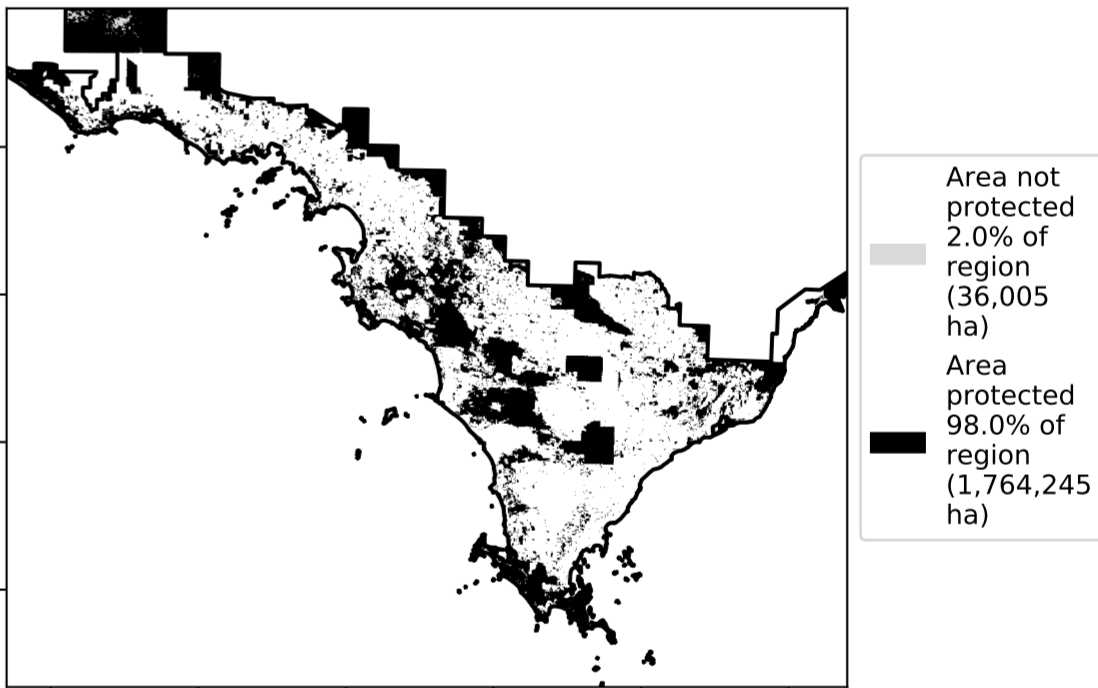 Area not
protected
2.0% of
region
(36,005
ha)
Area
protected
98.0% of
region
(1,764,245
ha)